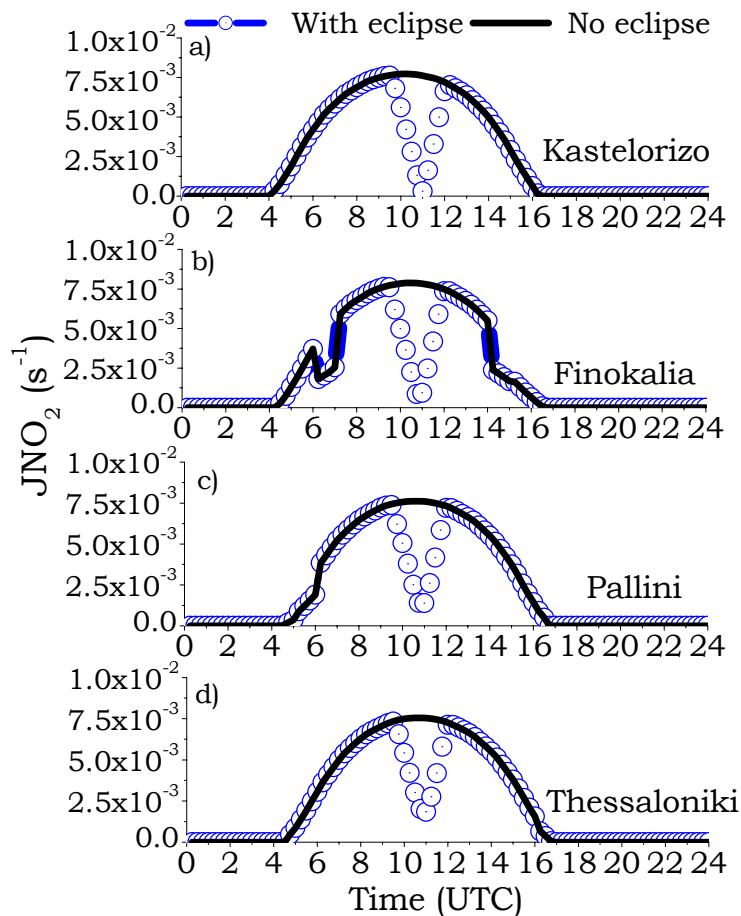 With eclipse No eclipse
a)
1.0x10⁻²
7.5x10⁻³
5.0x10⁻³
2.5x10⁻³
0.0
Kastelorizo
0 2 4 6 8 10 12 14 16 18 20 22 24
b)
1.0x10⁻²
7.5x10⁻³
5.0x10⁻³
2.5x10⁻³
0.0
Finokalia
0 2 4 6 8 10 12 14 16 18 20 22 24
JNO₂ (s⁻¹)
c)
1.0x10⁻²
7.5x10⁻³
5.0x10⁻³
2.5x10⁻³
0.0
Pallini
0 2 4 6 8 10 12 14 16 18 20 22 24
d)
1.0x10⁻²
7.5x10⁻³
5.0x10⁻³
2.5x10⁻³
0.0
Thessaloniki
0 2 4 6 8 10 12 14 16 18 20 22 24
Time (UTC)